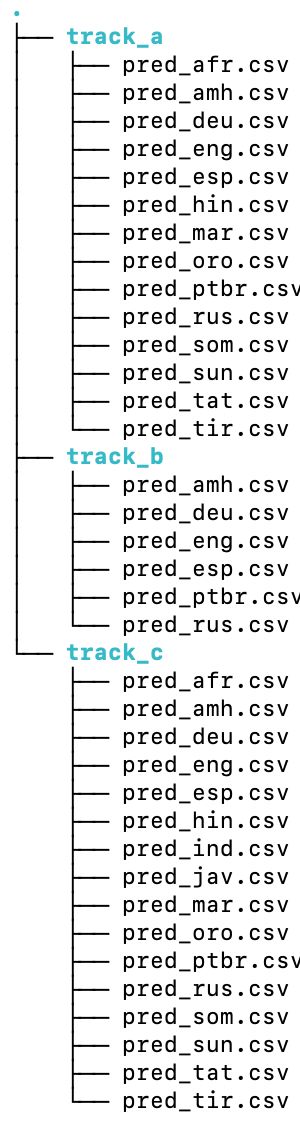 .
├── track_a
│   ├── pred_afr.csv
│   ├── pred_amh.csv
│   ├── pred_deu.csv
│   ├── pred_eng.csv
│   ├── pred_esp.csv
│   ├── pred_hin.csv
│   ├── pred_mar.csv
│   ├── pred_oro.csv
│   ├── pred_ptbr.csv
│   ├── pred_rus.csv
│   ├── pred_som.csv
│   ├── pred_sun.csv
│   ├── pred_tat.csv
│   └── pred_tir.csv
├── track_b
│   ├── pred_amh.csv
│   ├── pred_deu.csv
│   ├── pred_eng.csv
│   ├── pred_esp.csv
│   ├── pred_ptbr.csv
│   └── pred_rus.csv
└── track_c
    ├── pred_afr.csv
    ├── pred_amh.csv
    ├── pred_deu.csv
    ├── pred_eng.csv
    ├── pred_esp.csv
    ├── pred_hin.csv
    ├── pred_ind.csv
    ├── pred_jav.csv
    ├── pred_mar.csv
    ├── pred_oro.csv
    ├── pred_ptbr.csv
    ├── pred_rus.csv
    ├── pred_som.csv
    ├── pred_sun.csv
    ├── pred_tat.csv
    └── pred_tir.csv